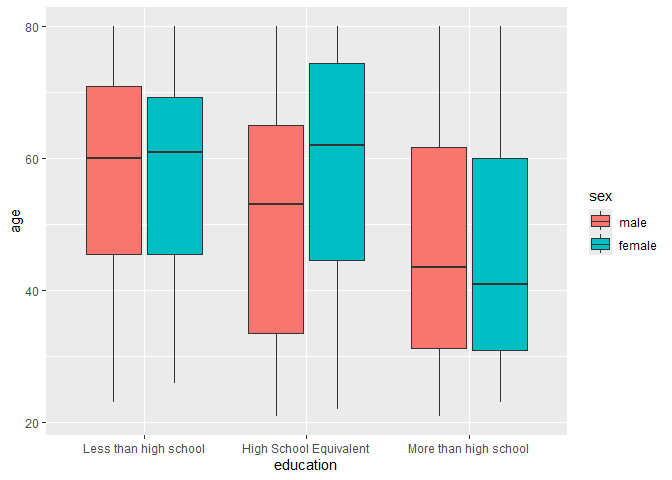 80
60
40
20
age
Less than high school
High School Equivalent
More than high school
education
sex
male
female